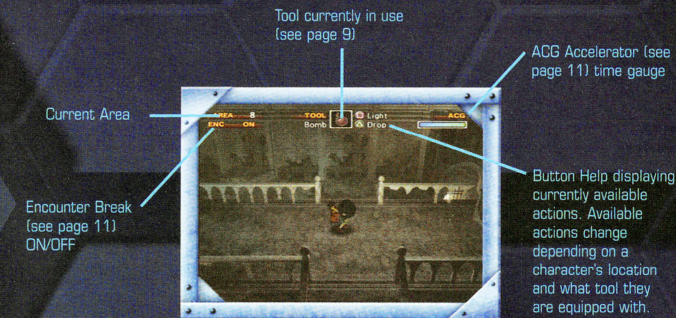 Tool currently in use
(see page 9)
ACG Accelerator (see
page 11) time gauge
Current Area
AREA 8
ENC ON
TOOL
Bomb
Light
Drop
ACG
Encounter Break
(see page 11)
ON/OFF
Button Help displaying
currently available
actions. Available
actions change
depending on a
character's location
and what tool they
are equipped with.